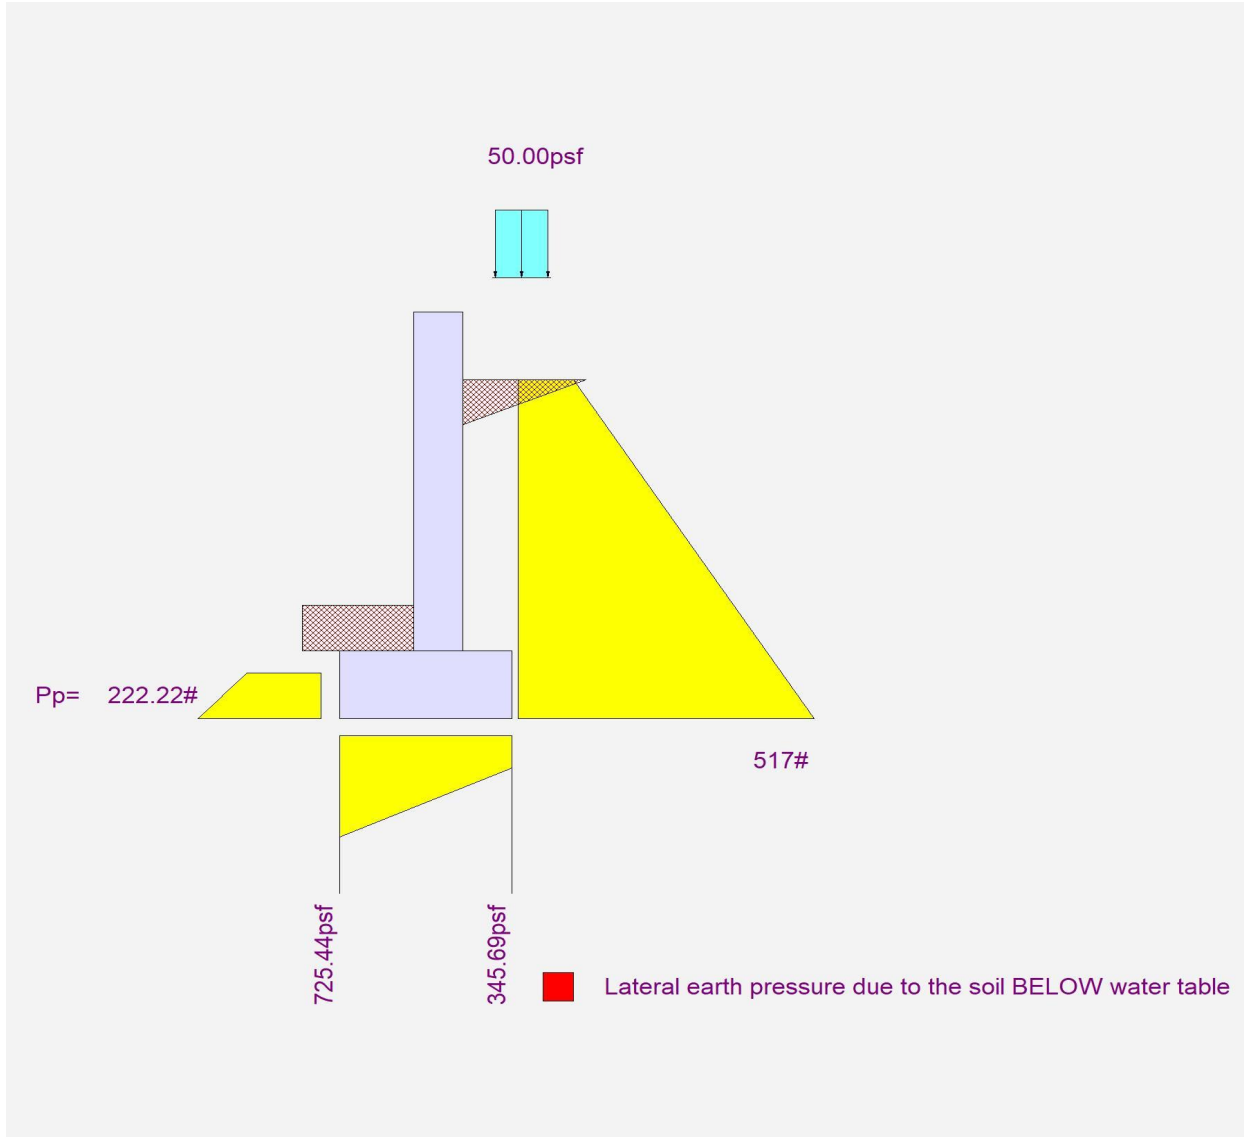 50.00psf
Pp= 222.22#
517#
725.44psf
345.69psf
Lateral earth pressure due to the soil BELOW water table